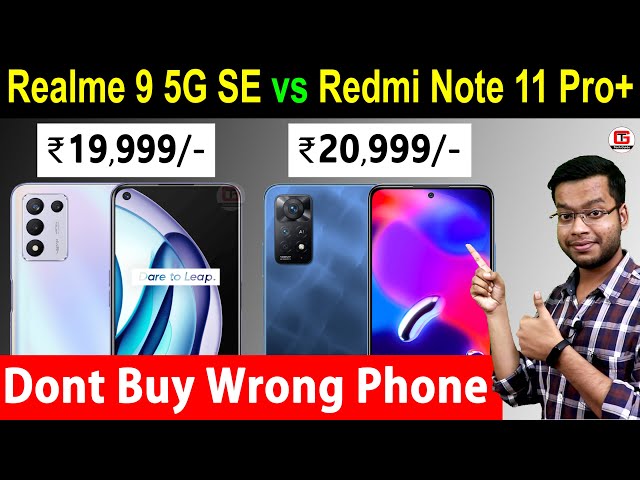 Realme 9 5G SE vs Redmi Note 11 Pro+
₹19,999/-
₹20,999/-
Dare to Leap.
Dont Buy Wrong Phone